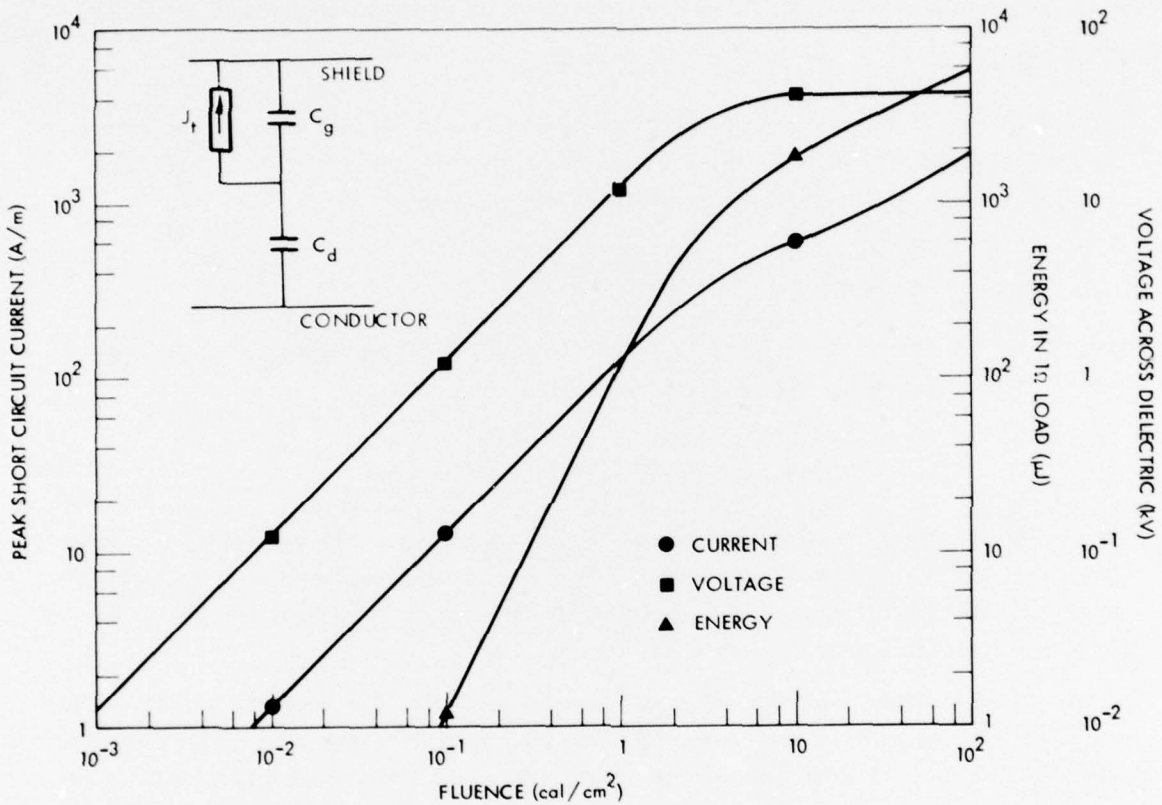 10^4
10^3
10^2
10
1
PEAK SHORT CIRCUIT CURRENT (A/m)
SHIELD
J_t
C_g
C_d
CONDUCTOR
● CURRENT
■ VOLTAGE
▲ ENERGY
10^4
10^3
10^2
10
1
ENERGY IN 1Ω LOAD (μJ)
10^2
10
1
10^-1
10^-2
VOLTAGE ACROSS DIELECTRIC (kV)
10^-3
10^-2
10^-1
1
10
10^2
FLUENCE (cal/cm^2)